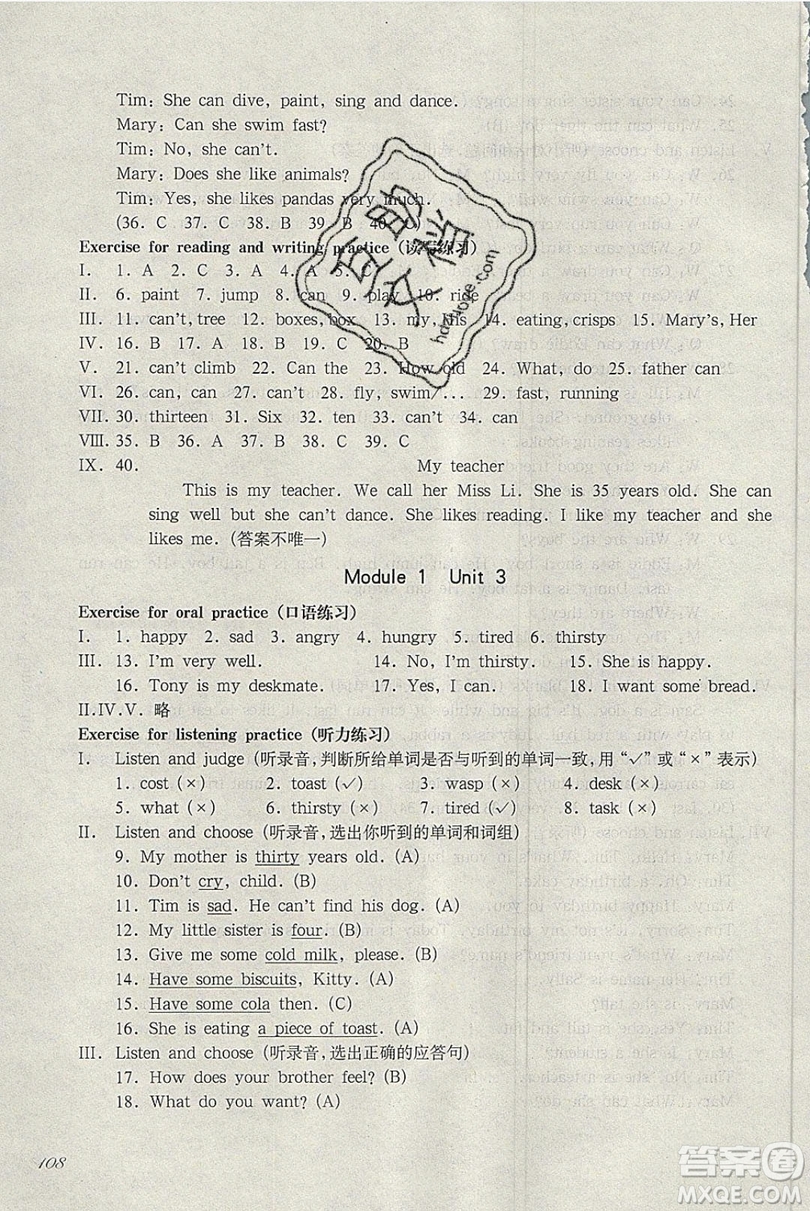 Tim: She can dive, paint, sing and dance.
Mary: Can she swim fast?
Tim: No, she can't.
Mary: Does she like animals?
Tim: Yes, she likes pandas very much.
(36. C 37. C 38. B 39. B 40. C)
Exercise for reading and writing practice (读写练习)
I. 1. A 2. C 3. A 4. C 5. A
II. 6. paint 7. jump 8. can 9. play 10. ride
III. 11. can't, tree 12. boxes, box 13. My, His 14. eating, crisps 15. Mary's, Her
IV. 16. B 17. A 18. B 19. A 20. B
V. 21. can't climb 22. can 23. How old 24. What, do 25. father can
VI. 26. can, can 27. can't 28. fly, swim/... 29. fast, running
VII. 30. thirteen 31. Six 32. ten 33. can't 34. can
VIII. 35. B 36. A 37. B 38. C 39. C
IX. 40. My teacher
This is my teacher. We call her Miss Li. She is 35 years old. She can
sing well but she can't dance. She likes reading. I like my teacher and she
likes me. (答案不唯一)
Module 1 Unit 3
Exercise for oral practice (口语练习)
I. 1. happy 2. sad 3. angry 4. hungry 5. tired 6. thirsty
III. 13. I'm very well. 14. No, I'm thirsty. 15. She is happy.
16. Tony is my deskmate. 17. Yes, I can. 18. I want some bread.
II.IV.V. 略
Exercise for listening practice (听力练习)
I. Listen and judge (听录音,判断所给单词是否与听到的单词一致,用“√”或“×”表示)
1. cost (×) 2. toast (√) 3. wasp (×) 4. desk (×)
5. what (×) 6. thirsty (×) 7. tired (√) 8. task (×)
II. Listen and choose (听录音,选出你听到的单词和词组)
9. My mother is thirty years old. (A)
10. Don't cry, child. (B)
11. Tim is sad. He can't find his dog. (A)
12. My little sister is four. (B)
13. Give me some cold milk, please. (B)
14. Have some biscuits, Kitty. (A)
15. Have some cola then. (C)
16. She is eating a piece of toast. (A)
III. Listen and choose (听录音,选出正确的应答句)
17. How does your brother feel? (B)
18. What do you want? (A)
108
互助文档
hdzuoye.com
答案圈
MXQE.COM